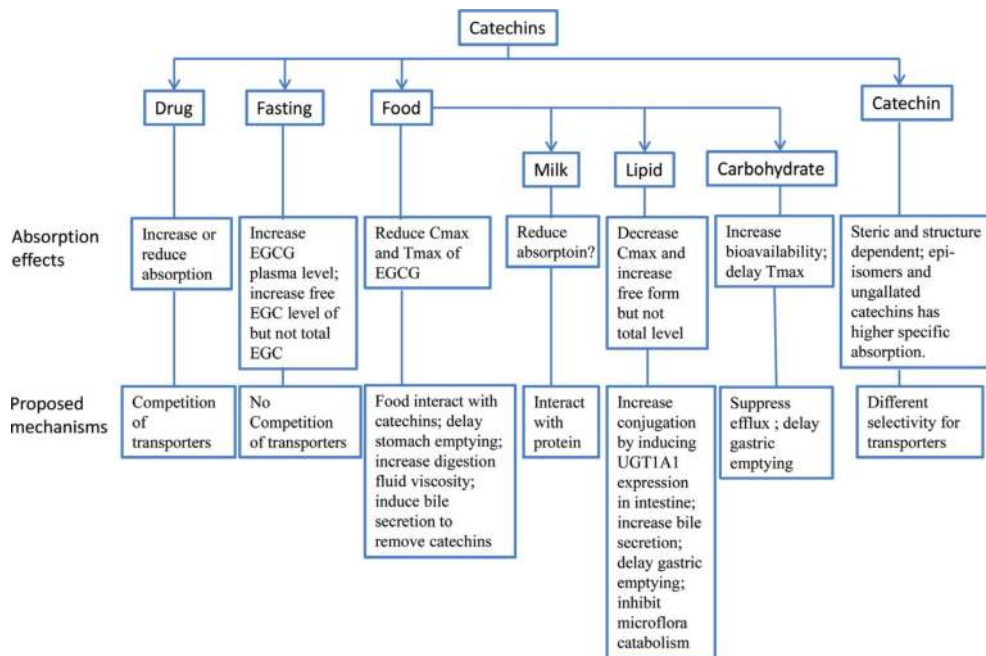 Catechins
Drug
Fasting
Food
Catechin
Milk
Lipid
Carbohydrate
Absorption
effects
Increase or
reduce
absorption
Increase
EGCG
plasma level;
increase free
EGC level of
but not total
EGC
Reduce Cmax
and Tmax of
EGCG
Reduce
absorptoin?
Decrease
Cmax and
increase
free form
but not
total level
Increase
bioavailability;
delay Tmax
Steric and structure
dependent; epi-
isomers and
ungallated
catechins has
higher specific
absorption.
Proposed
mechanisms
Competition
of
transporters
No
Competition
of transporters
Food interact with
catechins; delay
stomach emptying;
increase digestion
fluid viscosity;
induce bile
secretion to
remove catechins
Interact
with
protein
Increase
conjugation
by inducing
UGT1A1
expression
in intestine;
increase bile
secretion;
delay gastric
emptying;
inhibit
microflora
catabolism
Suppress
efflux ; delay
gastric
emptying
Different
selectivity for
transporters